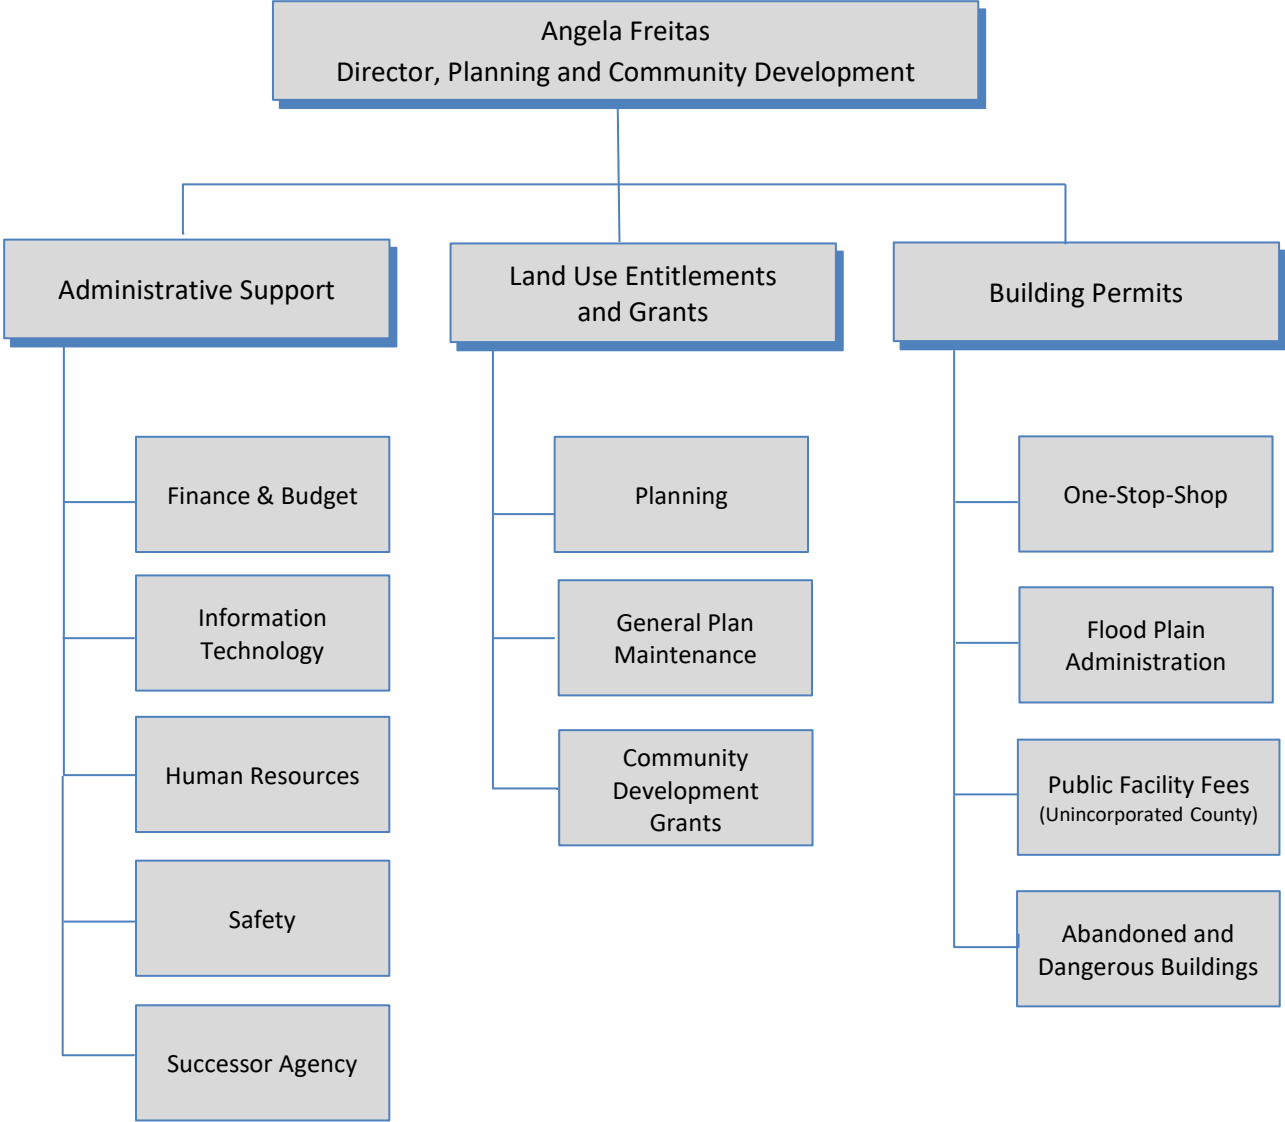 Angela Freitas
Director, Planning and Community Development
Administrative Support
Land Use Entitlements
and Grants
Building Permits
Finance & Budget
Information
Technology
Human Resources
Safety
Successor Agency
Planning
General Plan
Maintenance
Community
Development
Grants
One-Stop-Shop
Flood Plain
Administration
Public Facility Fees
(Unincorporated County)
Abandoned and
Dangerous Buildings